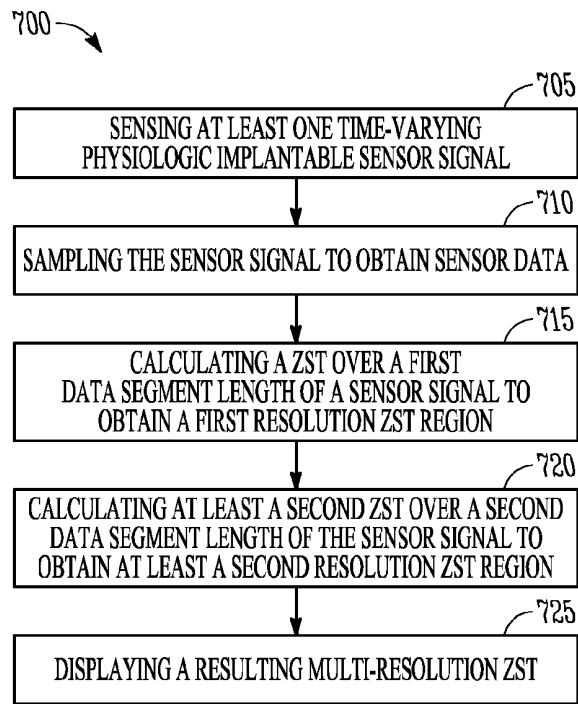 700
705
SENSING AT LEAST ONE TIME-VARYING
PHYSIOLOGIC IMPLANTABLE SENSOR SIGNAL
710
SAMPLING THE SENSOR SIGNAL TO OBTAIN SENSOR DATA
715
CALCULATING A ZST OVER A FIRST
DATA SEGMENT LENGTH OF A SENSOR SIGNAL TO
OBTAIN A FIRST RESOLUTION ZST REGION
720
CALCULATING AT LEAST A SECOND ZST OVER A SECOND
DATA SEGMENT LENGTH OF THE SENSOR SIGNAL TO
OBTAIN AT LEAST A SECOND RESOLUTION ZST REGION
725
DISPLAYING A RESULTING MULTI-RESOLUTION ZST